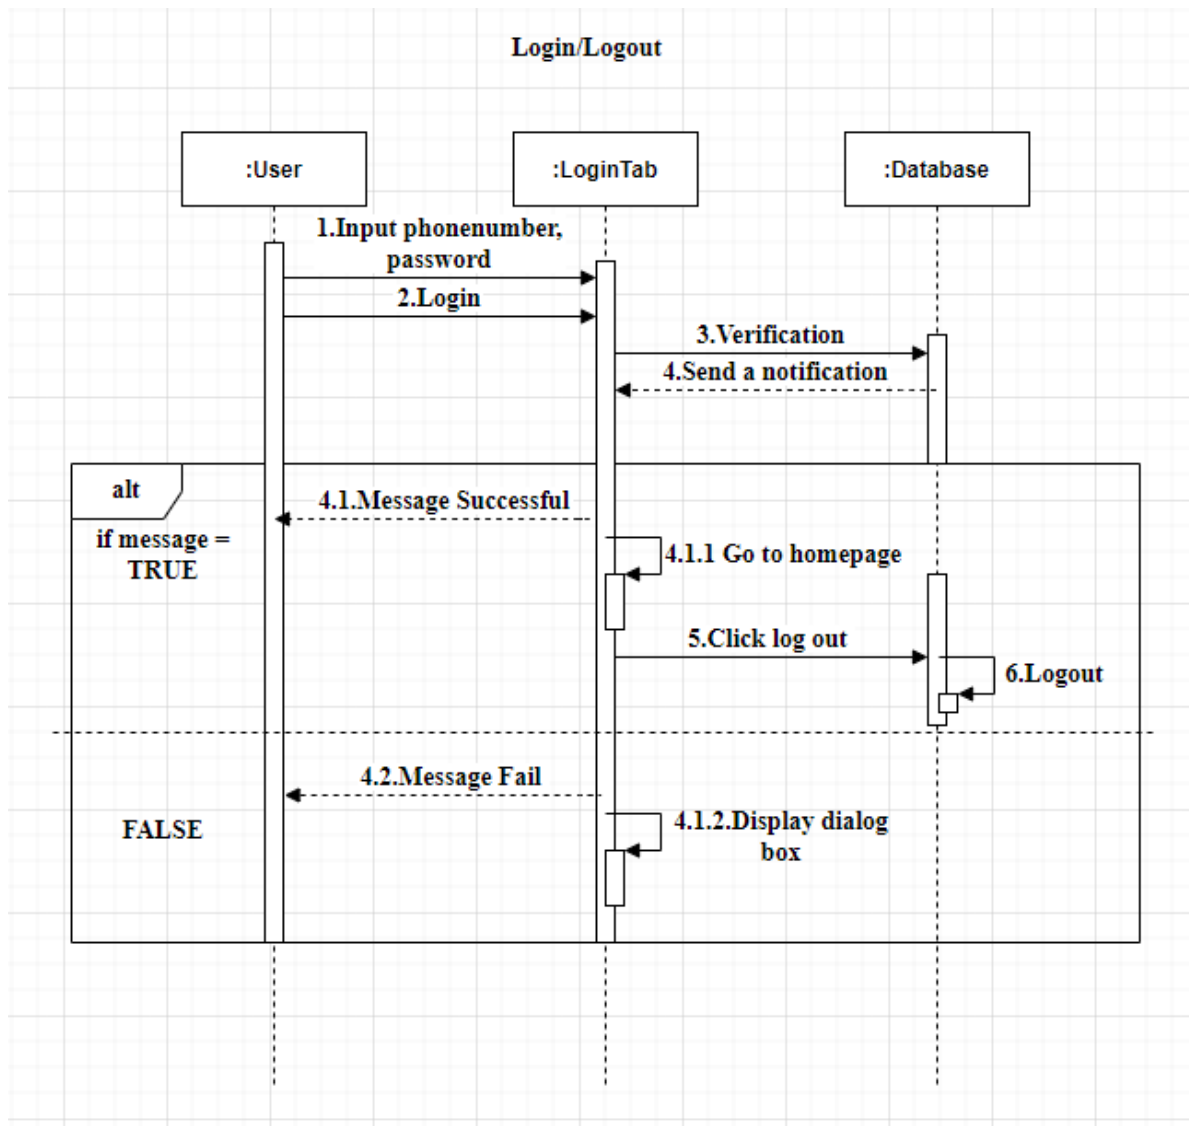 Login/Logout
:User
:LoginTab
:Database
1.Input phonenumber,
password
2.Login
3.Verification
4.Send a notification
alt
4.1.Message Successful
if message =
TRUE
4.1.1 Go to homepage
5.Click log out
6.Logout
4.2.Message Fail
FALSE
4.1.2.Display dialog
box